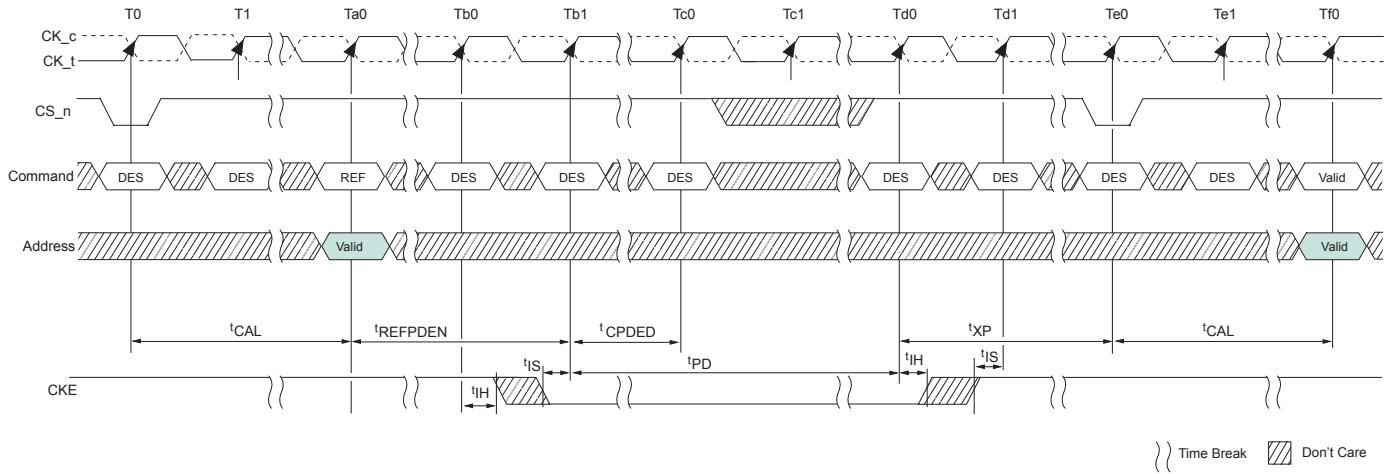 T0 T1 Ta0 Tb0 Tb1 Tc0 Tc1 Td0 Td1 Te0 Te1 Tf0
CK_c
CK_t
CS_n
Command DES DES REF DES DES DES DES DES DES DES Valid
Address Valid Valid
tCAL tREFPDEN tCPDED tXP tCAL
tIS tPD tIH tIS
CKE tIH
Time Break Don't Care